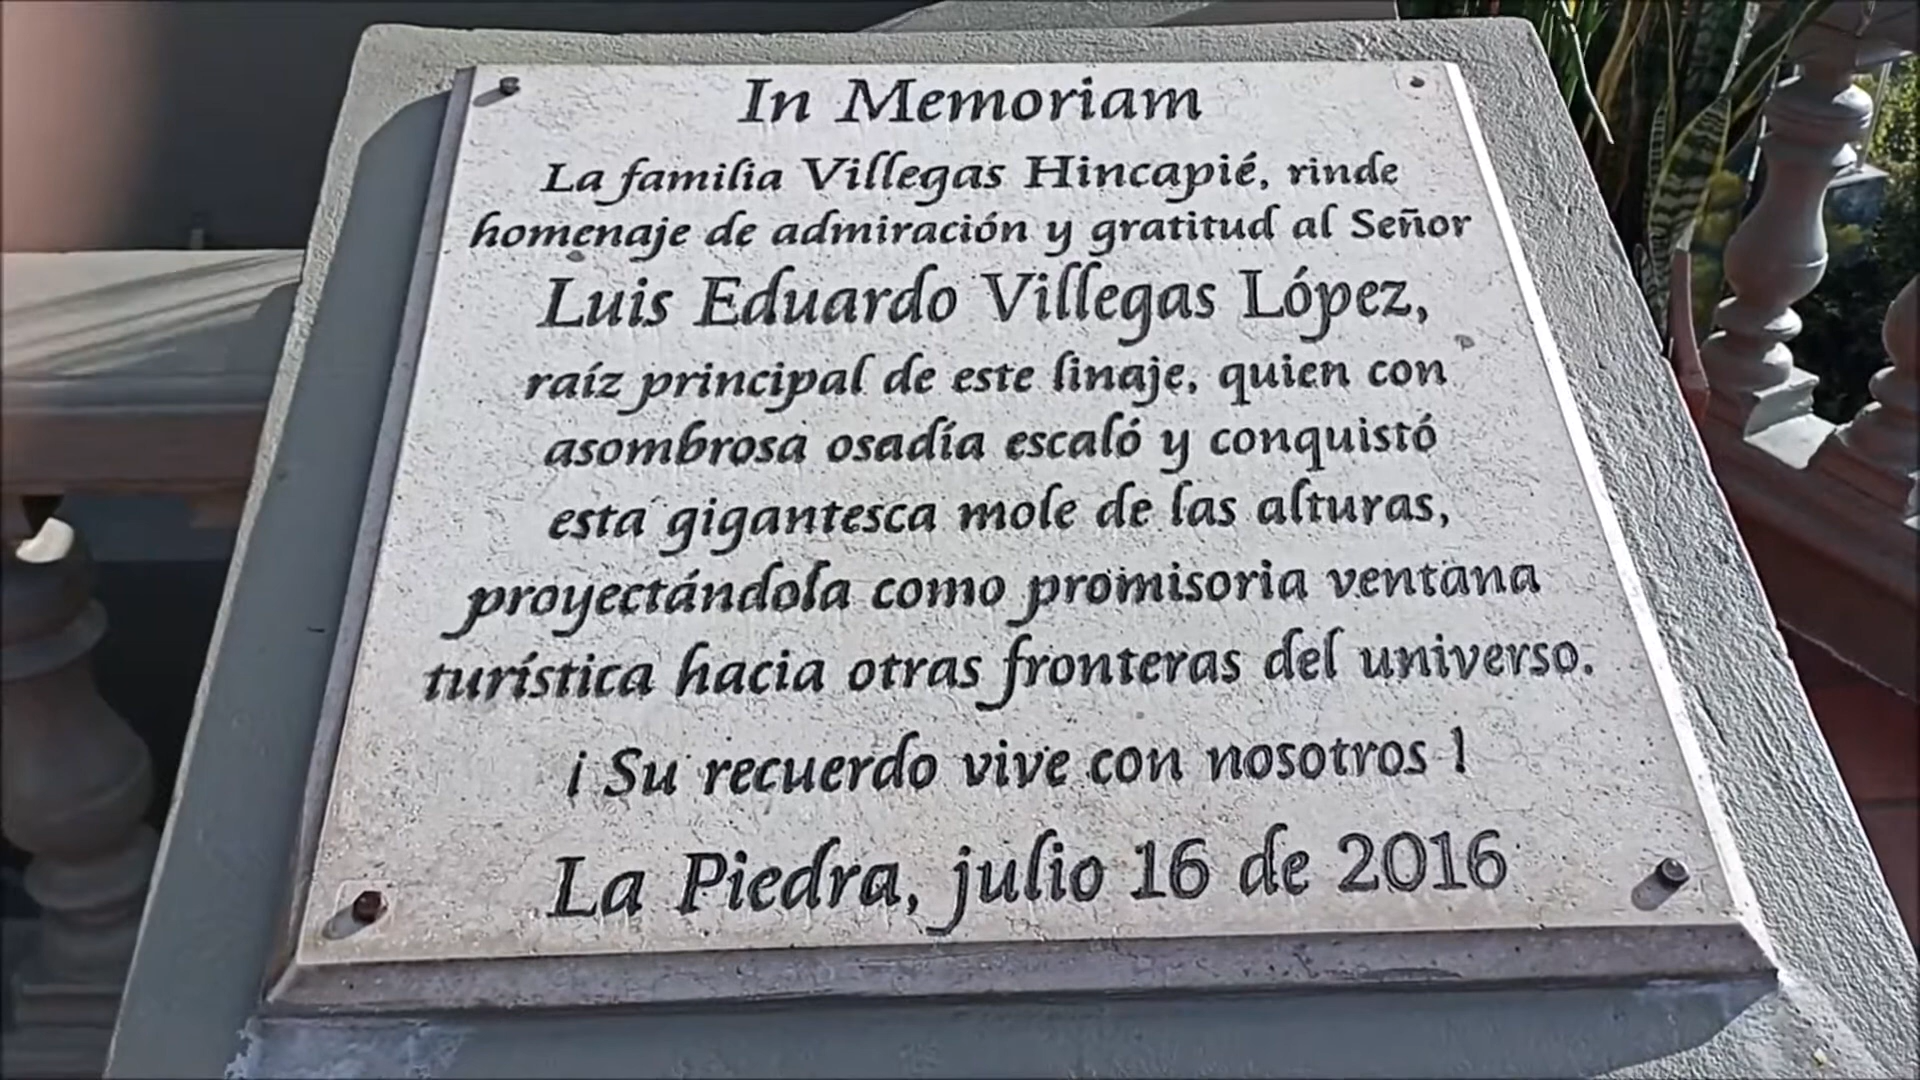 In Memoriam
La familia Villegas Hincapié, rinde
homenaje de admiración y gratitud al Señor
Luis Eduardo Villegas López,
raíz principal de este linaje, quien con
asombrosa osadía escaló y conquistó
esta gigantesca mole de las alturas,
proyectándola como promisoria ventana
turística hacia otras fronteras del universo.
¡ Su recuerdo vive con nosotros !
La Piedra, julio 16 de 2016